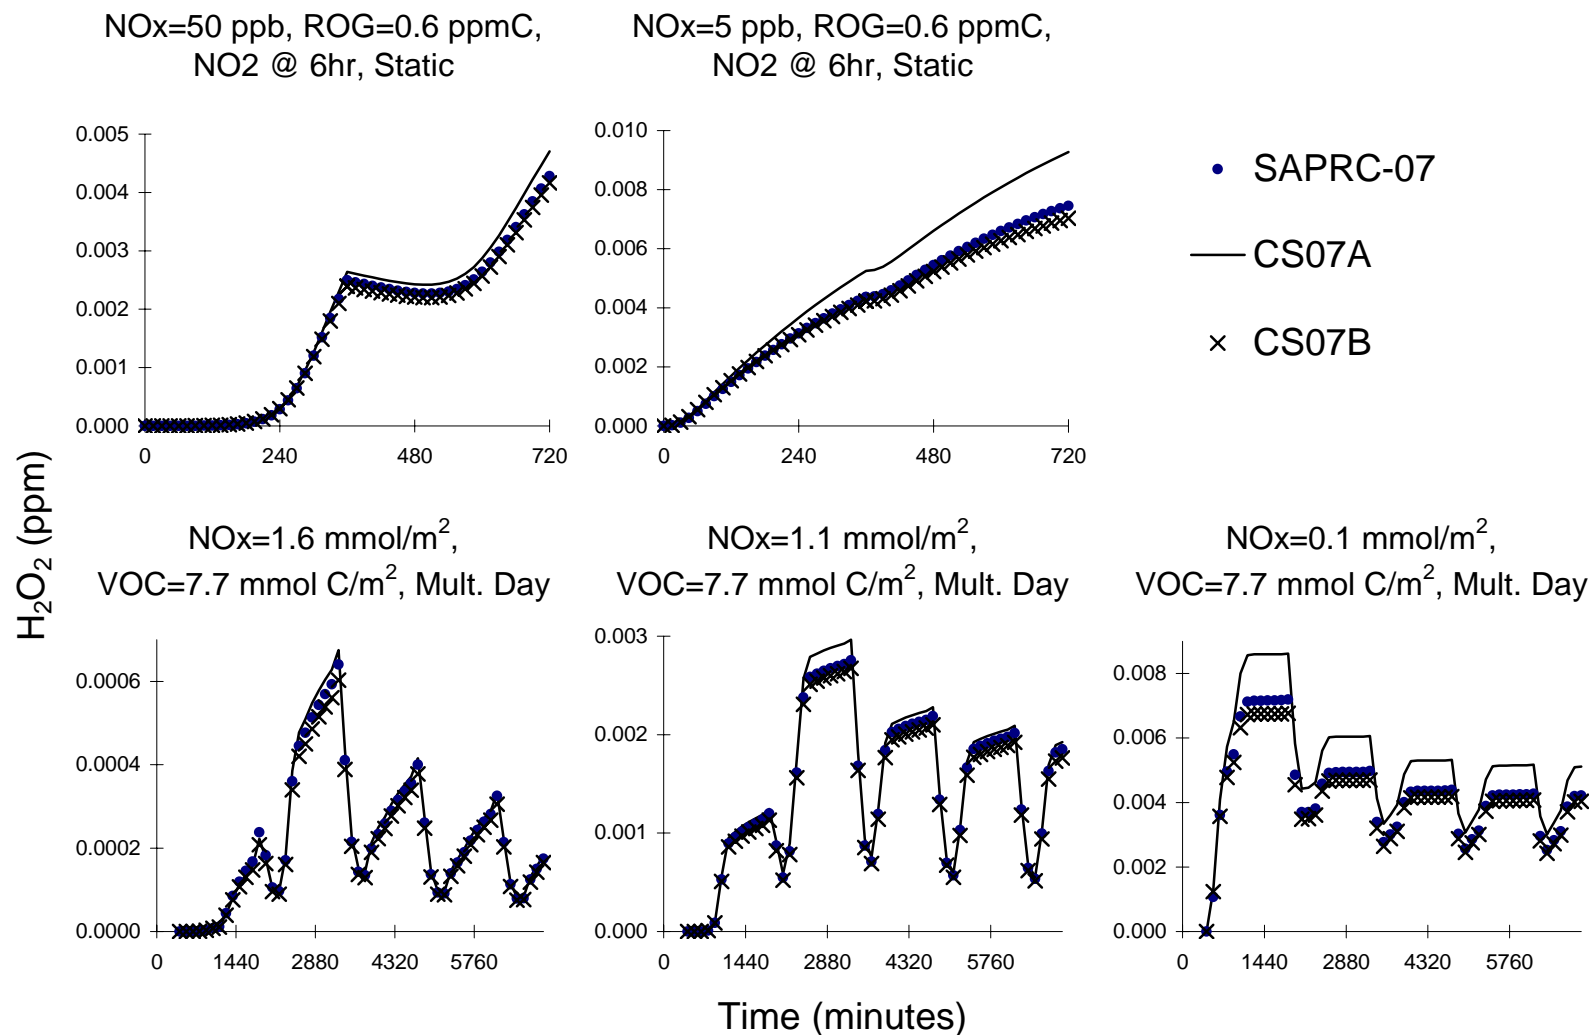 NOx=50 ppb, ROG=0.6 ppmC,
NO2 @ 6hr, Static
0.005
0.004
0.003
0.002
0.001
0.000
0 240 480 720
NOx=5 ppb, ROG=0.6 ppmC,
NO2 @ 6hr, Static
0.010
0.008
0.006
0.004
0.002
0.000
0 240 480 720
SAPRC-07
CS07A
CS07B
H₂O₂ (ppm)
NOx=1.6 mmol/m²,
VOC=7.7 mmol C/m², Mult. Day
0.0006
0.0004
0.0002
0.0000
0 1440 2880 4320 5760
NOx=1.1 mmol/m²,
VOC=7.7 mmol C/m², Mult. Day
0.003
0.002
0.001
0.000
0 1440 2880 4320 5760
NOx=0.1 mmol/m²,
VOC=7.7 mmol C/m², Mult. Day
0.008
0.006
0.004
0.002
0.000
0 1440 2880 4320 5760
Time (minutes)